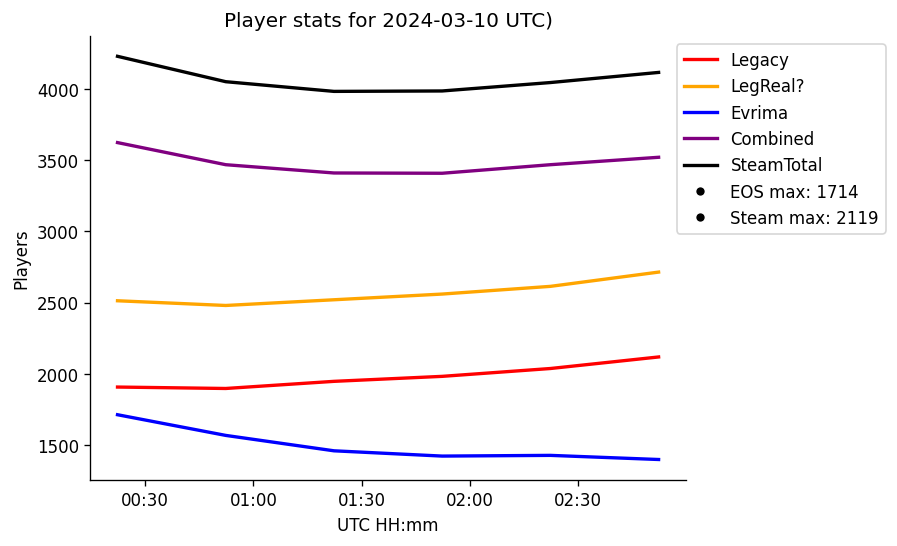 Player stats for 2024-03-10 UTC)
Legacy
LegReal?
Evrima
Combined
SteamTotal
EOS max: 1714
Steam max: 2119
Players
4000
3500
3000
2500
2000
1500
00:30 01:00 01:30 02:00 02:30
UTC HH:mm